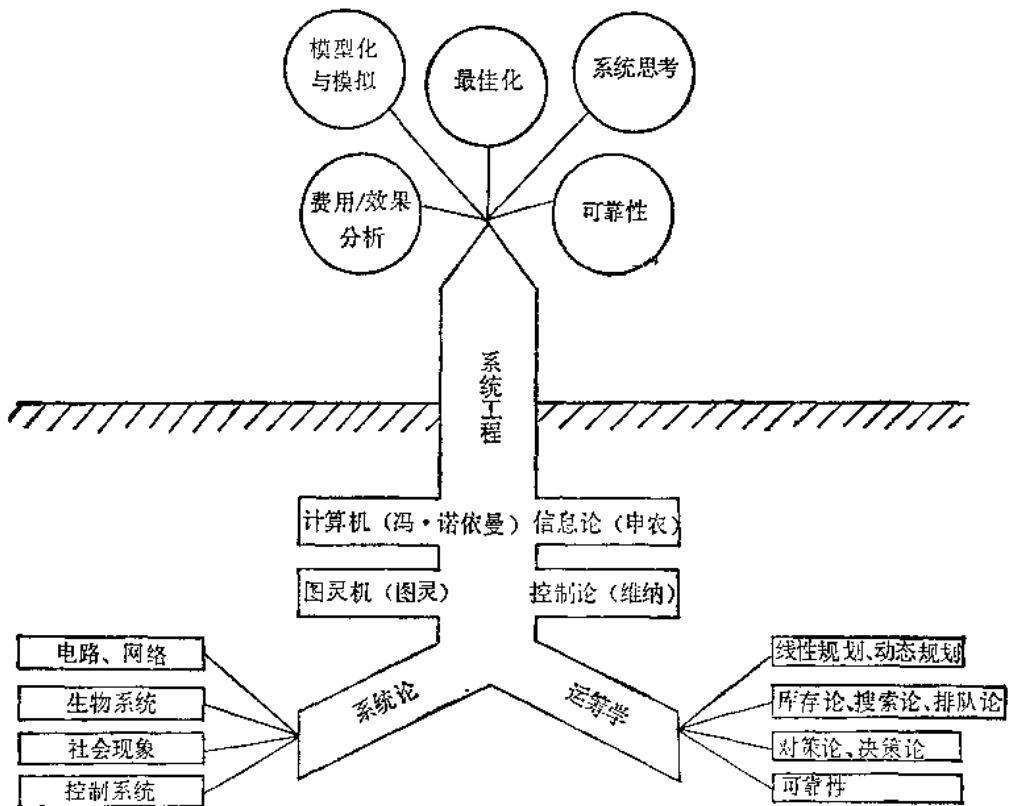 模型化
与模拟
最佳化
系统思考
费用/效果
分析
可靠性
系统工程
计算机（冯·诺依曼）
信息论（申农）
图灵机（图灵）
控制论（维纳）
电路、网络
生物系统
社会现象
控制系统
系统论
运筹学
线性规划、动态规划
库存论、搜索论、排队论
对策论、决策论
可靠性